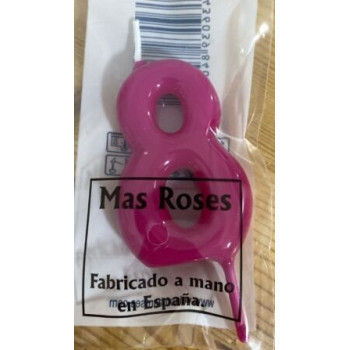 Mas Roses
Fabricado a mano
en España.